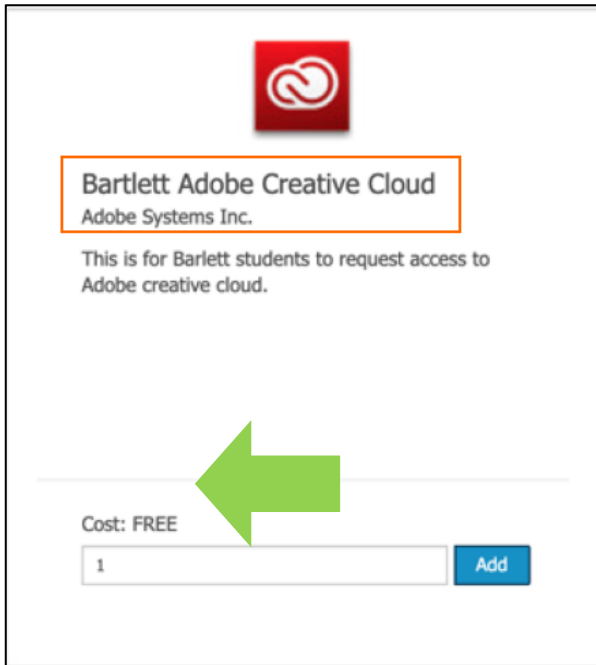 Bartlett Adobe Creative Cloud
Adobe Systems Inc.
This is for Barlett students to request access to
Adobe creative cloud.
Cost: FREE
1
Add